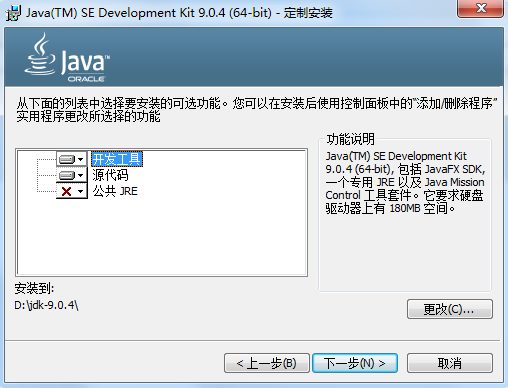 Java(TM) SE Development Kit 9.0.4 (64-bit) - 定制安装
Java
ORACLE
从下面的列表中选择要安装的可选功能。您可以在安装后使用控制面板中的“添加/删除程序”
实用程序更改所选择的功能
开发工具
源代码
公共 JRE
功能说明
Java(TM) SE Development Kit
9.0.4 (64-bit), 包括 JavaFX SDK,
一个专用 JRE 以及 Java Mission
Control 工具套件。它要求硬盘
驱动器上有 180MB 空间。
安装到:
D:\jdk-9.0.4\
更改(C)...
< 上一步(B)
下一步(N) >
取消